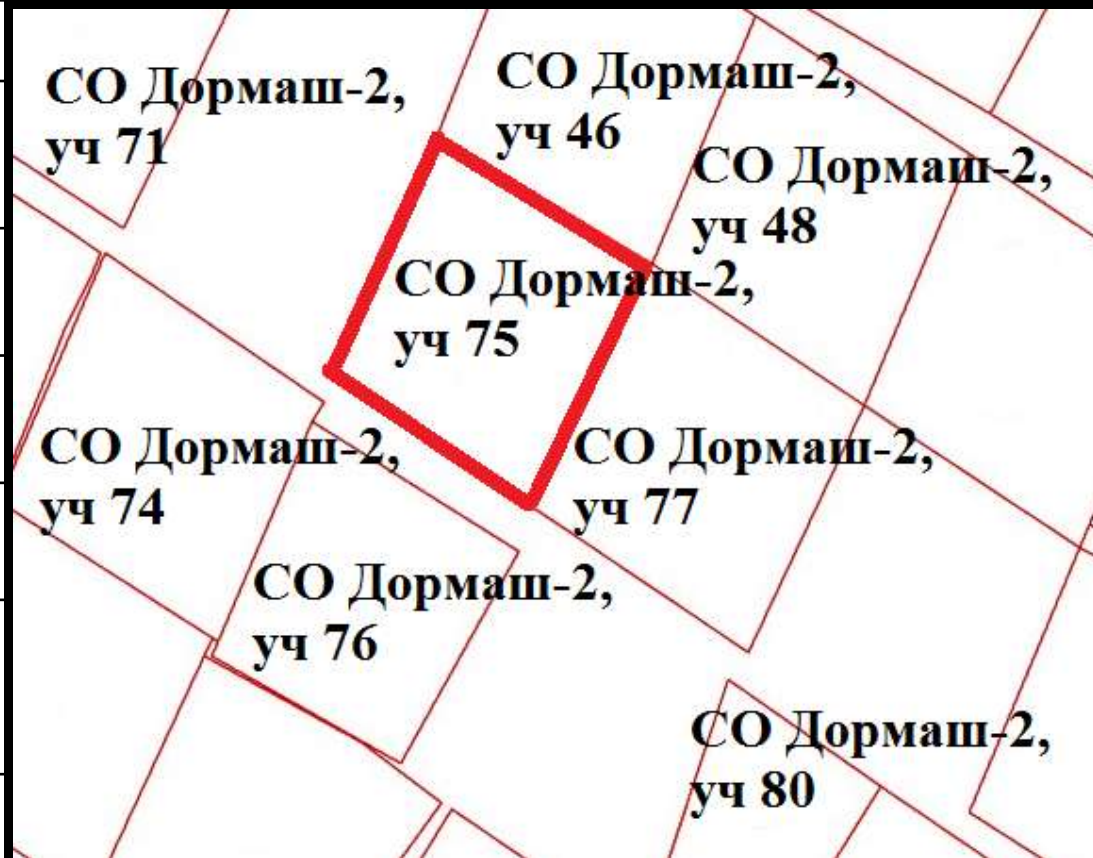 СО Дормаш-2,
уч 71
СО Дормаш-2,
уч 46
СО Дормаш-2,
уч 48
СО Дормаш-2,
уч 75
СО Дормаш-2,
уч 74
СО Дормаш-2,
уч 77
СО Дормаш-2,
уч 76
СО Дормаш-2,
уч 80